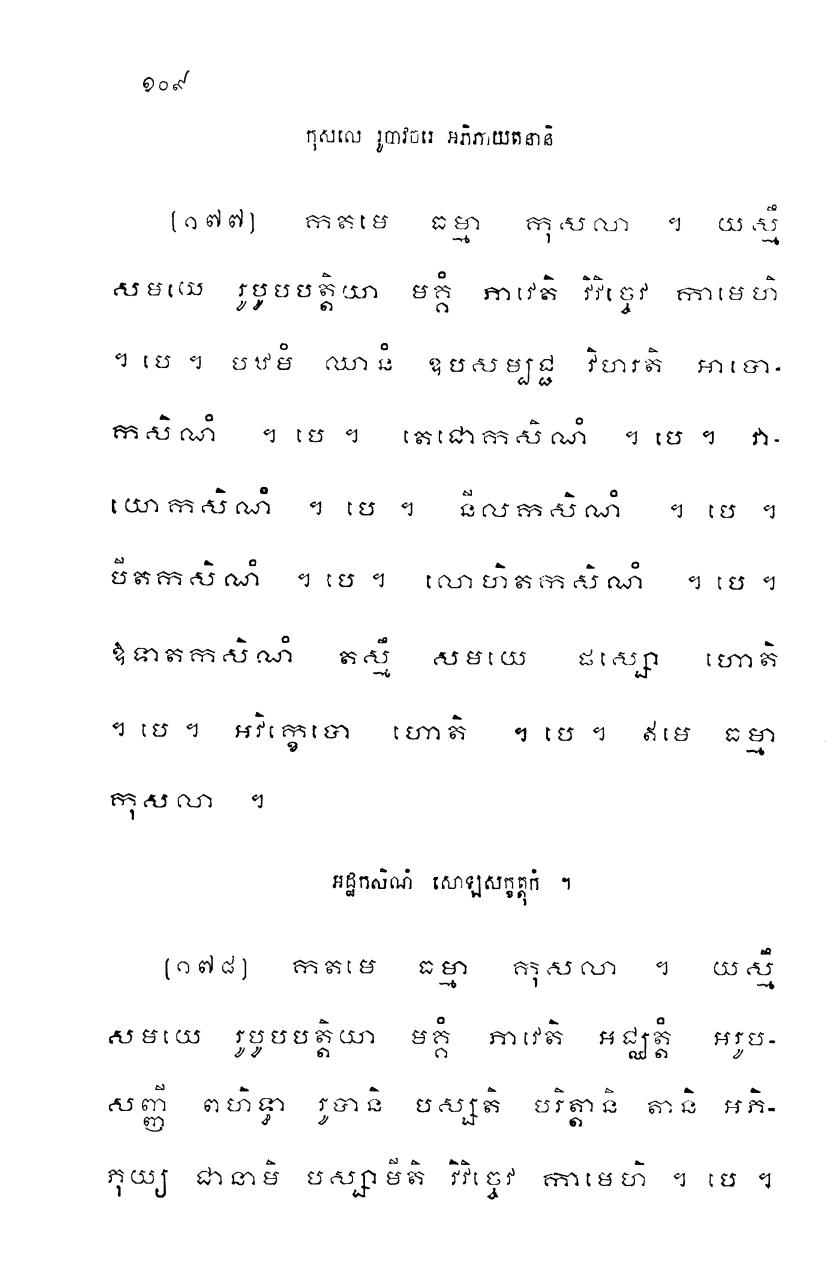 ១០៩
កុសលេ រូបាវចរេ អភិភាយតនានិ
(១៧៧) កតមេ ធម្មា កុសលា ។ យស្មឹ
សមយេ រូបូបបត្តិយា មគ្គំ ភាវេតិ វិវិច្ចេវ កាមេហិ
។ បេ ។ បឋមំ ឈានំ ឧបសម្បជ្ជ វិហរតិ អាបោ-
កសិណំ ។ បេ ។ តេជោកសិណំ ។ បេ ។ វា-
យោកសិណំ ។ បេ ។ នីលកសិណំ ។ បេ ។
បីតកសិណំ ។ បេ ។ លោហិតកសិណំ ។ បេ ។
ឱទាតកសិណំ តស្មឹ សមយេ ផស្សោ ហោតិ
។ បេ ។ អវិក្ខេបោ ហោតិ ។ បេ ។ ឥមេ ធម្មា
កុសលា ។
អដ្ឋកសិណំ សោឡសក្ខត្តុកំ ។
(១៧៨) កតមេ ធម្មា កុសលា ។ យស្មឹ
សមយេ រូបូបបត្តិយា មគ្គំ ភាវេតិ អជ្ឈត្តំ អរូប-
សញ្ញី ពហិទ្ធា រូបានិ បស្សតិ បរិត្តានិ តានិ អភិ-
ភុយ្យ ជានាមិ បស្សាមីតិ វិវិច្ចេវ កាមេហិ ។ បេ ។